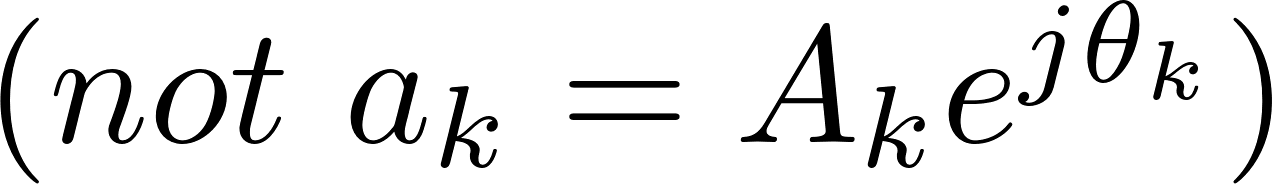 (not a_k = A_k e^{jθ_k})